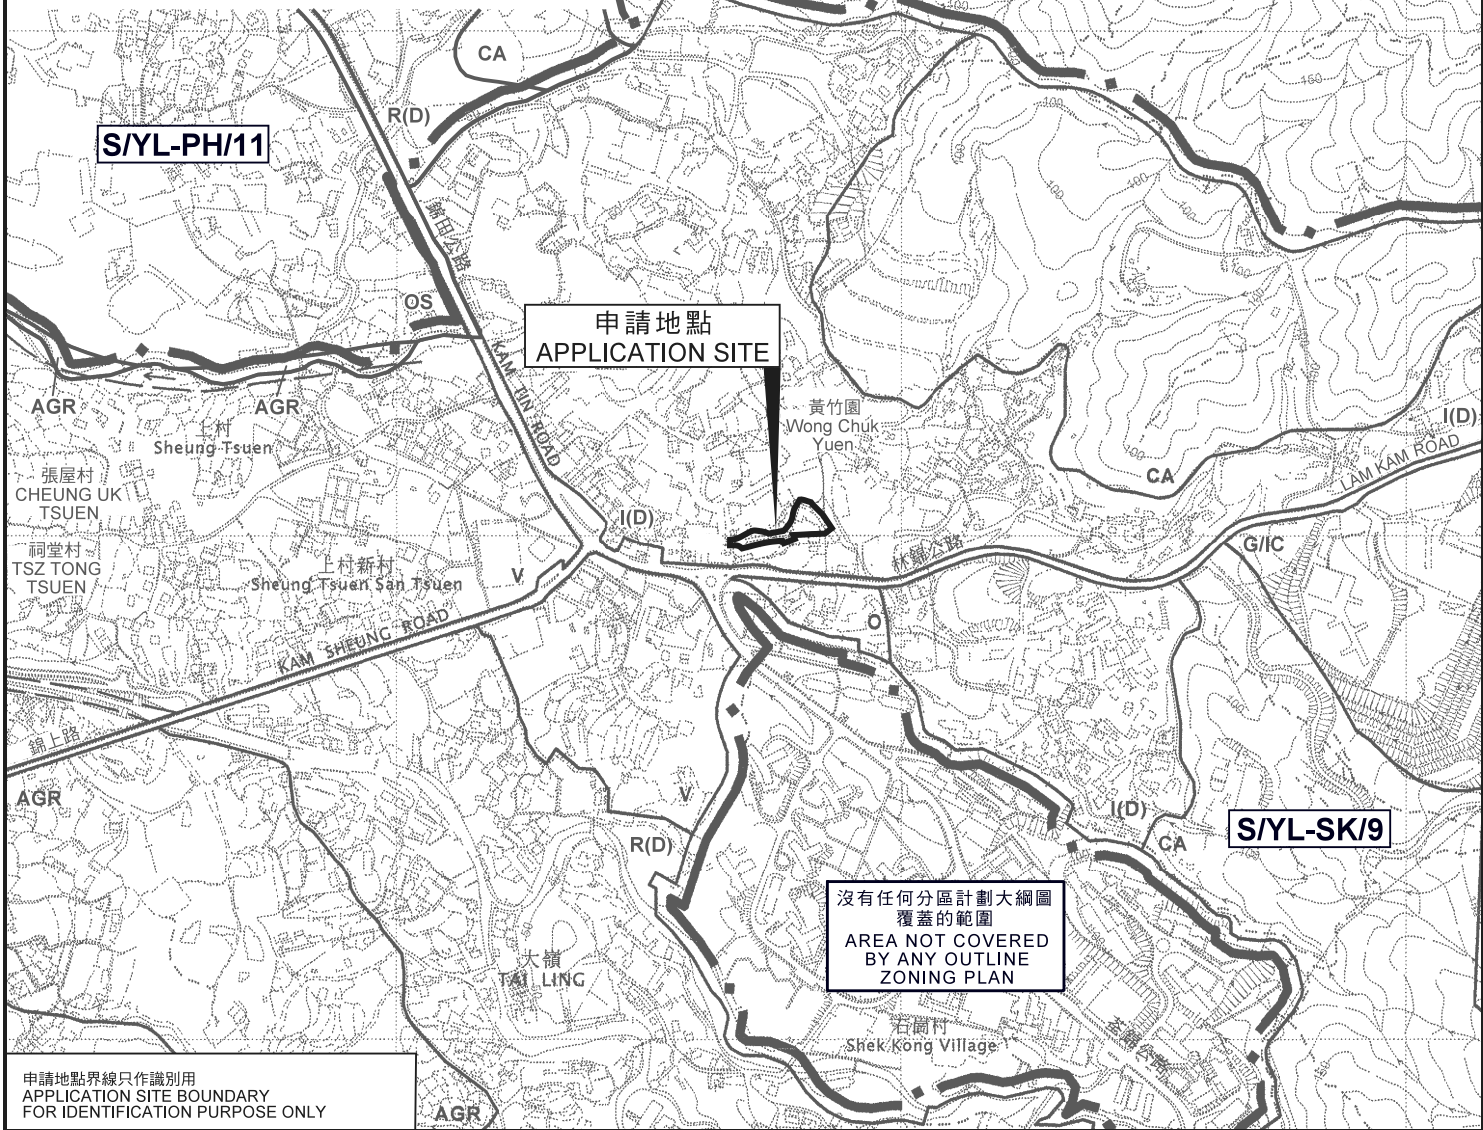 CA
R(D)
S/YL-PH/11
錦田公路
OS
申請地點
APPLICATION SITE
KAM TIN ROAD
AGR
AGR
上村
Sheung Tsuen
黃竹園
Wong Chuk
Yuen
I(D)
LAM KAM ROAD
CA
張屋村
CHEUNG UK
TSUEN
I(D)
祠堂村
TSZ TONG
TSUEN
上村新村
Sheung Tsuen San Tsuen
V
林錦公路
G/IC
O
KAM SHEUNG ROAD
錦上路
AGR
V
R(D)
I(D)
CA
S/YL-SK/9
沒有任何分區計劃大綱圖
覆蓋的範圍
AREA NOT COVERED
BY ANY OUTLINE
ZONING PLAN
大嶺
TAI LING
石崗村
Shek Kong Village
申請地點界線只作識別用
APPLICATION SITE BOUNDARY
FOR IDENTIFICATION PURPOSE ONLY
AGR
100
100
100
100
150